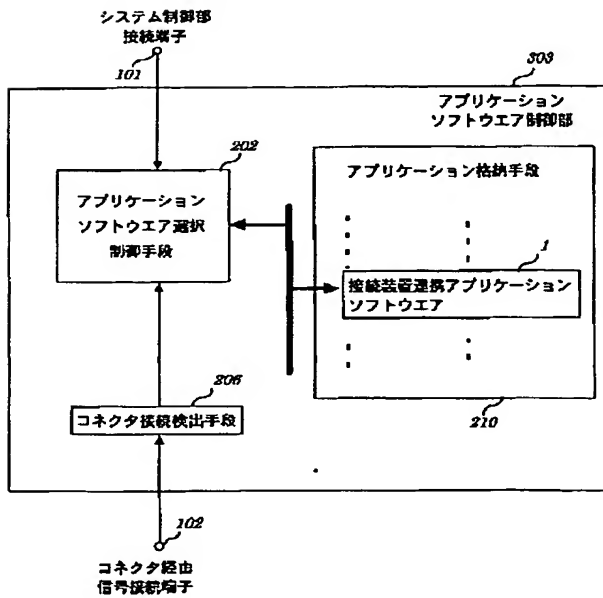 システム制御部
接続端子
101
303
アプリケーション
ソフトウエア制御部
202
アプリケーション
ソフトウエア選択
制御手段
アプリケーション格納手段
1
接続装置連携アプリケーション
ソフトウエア
206
コネクタ接続検出手段
210
102
コネクタ経由
信号接続端子